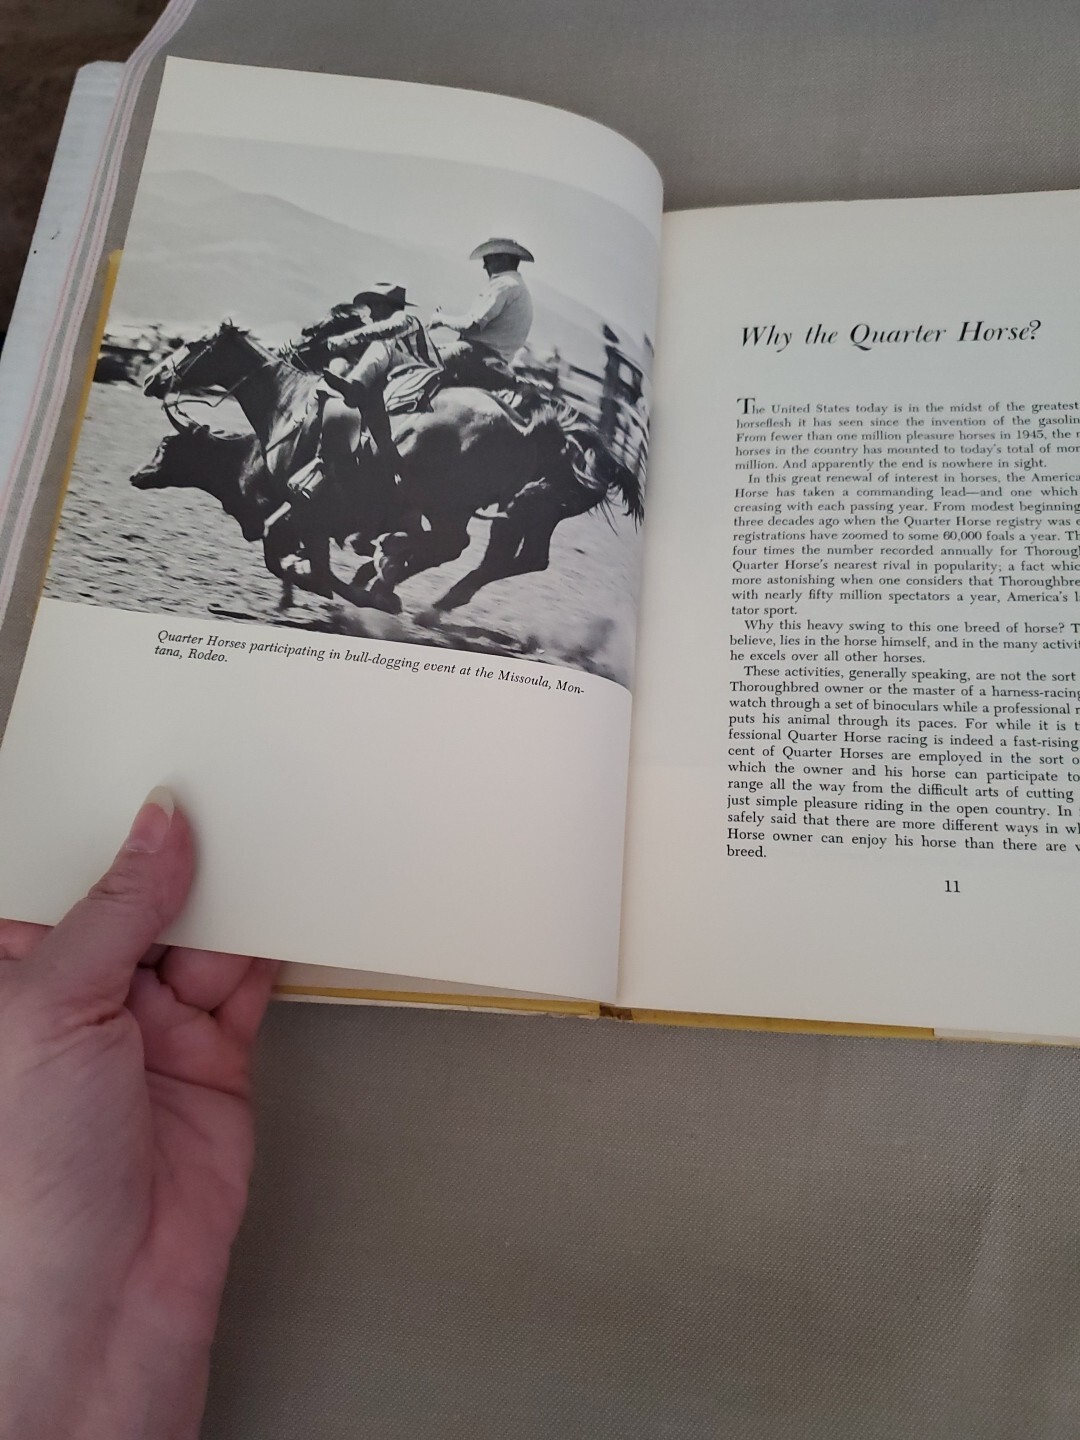 Quarter Horses participating in bull-dogging event at the Missoula, Mon-
tana, Rodeo.
Why the Quarter Horse?
The United States today is in the midst of the greatest
horseflesh it has seen since the invention of the
From fewer than one million pleasure horses in 1945, the
horses in the country has mounted to today's total of
million. And apparently the end is nowhere in sight.
In this great renewal of interest in horses, the
Horse has taken a commanding lead—and one which
creasing with each passing year. From modest
three decades ago when the Quarter Horse registry was
registrations have zoomed to some 60,000 foals a year.
four times the number recorded annually for
Quarter Horse's nearest rival in popularity; a fact
more astonishing when one considers that
with nearly fifty million spectators a year, America's
tator sport.
Why this heavy swing to this one breed of horse?
believe, lies in the horse himself, and in the many
he excels over all other horses.
These activities, generally speaking, are not the sort
Thoroughbred owner or the master of a harness-racing
watch through a set of binoculars while a professional
puts his animal through its paces. For while it is
fessional Quarter Horse racing is indeed a fast-rising
cent of Quarter Horses are employed in the sort
which the owner and his horse can participate
range all the way from the difficult arts of cutting
just simple pleasure riding in the open country. In
safely said that there are more different ways in
Horse owner can enjoy his horse than there are
breed.
11